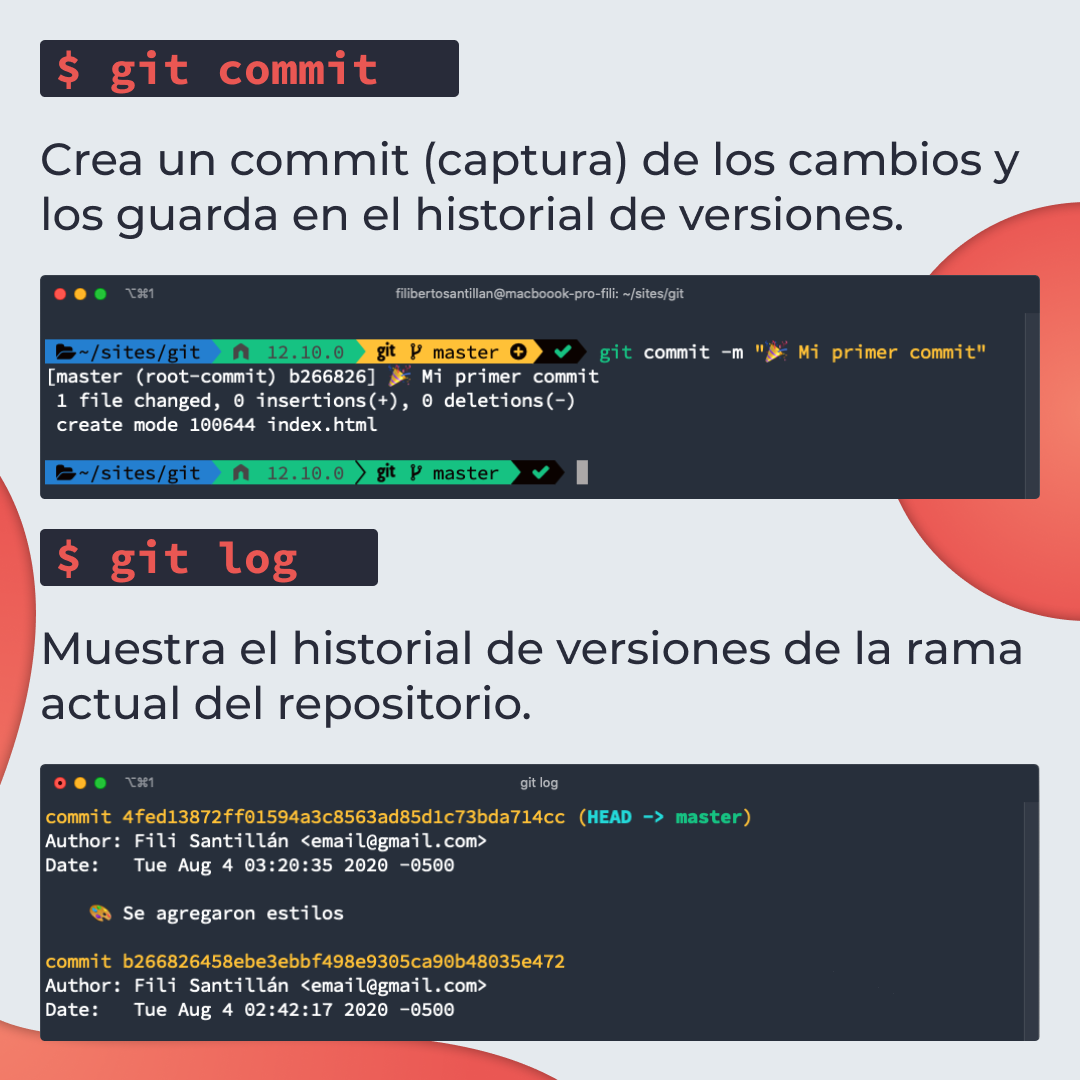 $ git commit
Crea un commit (captura) de los cambios y
los guarda en el historial de versiones.
⌥⌘1 filibertosantillan@macboook-pro-fili: ~/sites/git
~/sites/git 12.10.0 git master git commit -m "🎉 Mi primer commit"
[master (root-commit) b266826] 🎉 Mi primer commit
1 file changed, 0 insertions(+), 0 deletions(-)
create mode 100644 index.html
~/sites/git 12.10.0 git master
$ git log
Muestra el historial de versiones de la rama
actual del repositorio.
⌥⌘1 git log
commit 4fed13872ff01594a3c8563ad85d1c73bda714cc (HEAD -> master)
Author: Fili Santillán <email@gmail.com>
Date: Tue Aug 4 03:20:35 2020 -0500
🎨 Se agregaron estilos
commit b266826458ebe3ebbf498e9305ca90b48035e472
Author: Fili Santillán <email@gmail.com>
Date: Tue Aug 4 02:42:17 2020 -0500